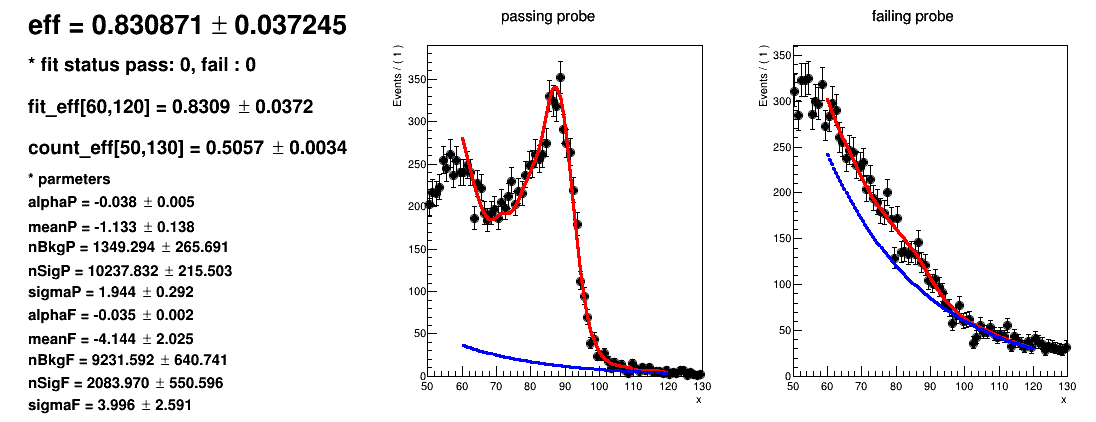 eff = 0.830871 ± 0.037245
* fit status pass: 0, fail : 0
fit_eff[60,120] = 0.8309 ± 0.0372
count_eff[50,130] = 0.5057 ± 0.0034
* parmeters
alphaP = -0.038 ± 0.005
meanP = -1.133 ± 0.138
nBkgP = 1349.294 ± 265.691
nSigP = 10237.832 ± 215.503
sigmaP = 1.944 ± 0.292
alphaF = -0.035 ± 0.002
meanF = -4.144 ± 2.025
nBkgF = 9231.592 ± 640.741
nSigF = 2083.970 ± 550.596
sigmaF = 3.996 ± 2.591
passing probe
Events / ( 1 )
350
300
250
200
150
100
50
0
50 60 70 80 90 100 110 120 130
x
failing probe
Events / ( 1 )
350
300
250
200
150
100
50
0
50 60 70 80 90 100 110 120 130
x